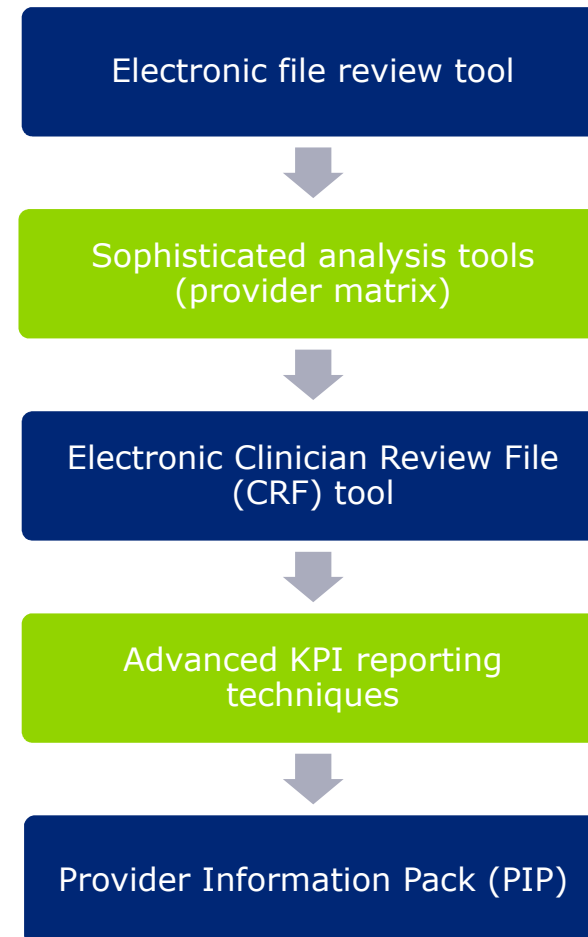 Electronic file review tool
Sophisticated analysis tools
(provider matrix)
Electronic Clinician Review File
(CRF) tool
Advanced KPI reporting
techniques
Provider Information Pack (PIP)